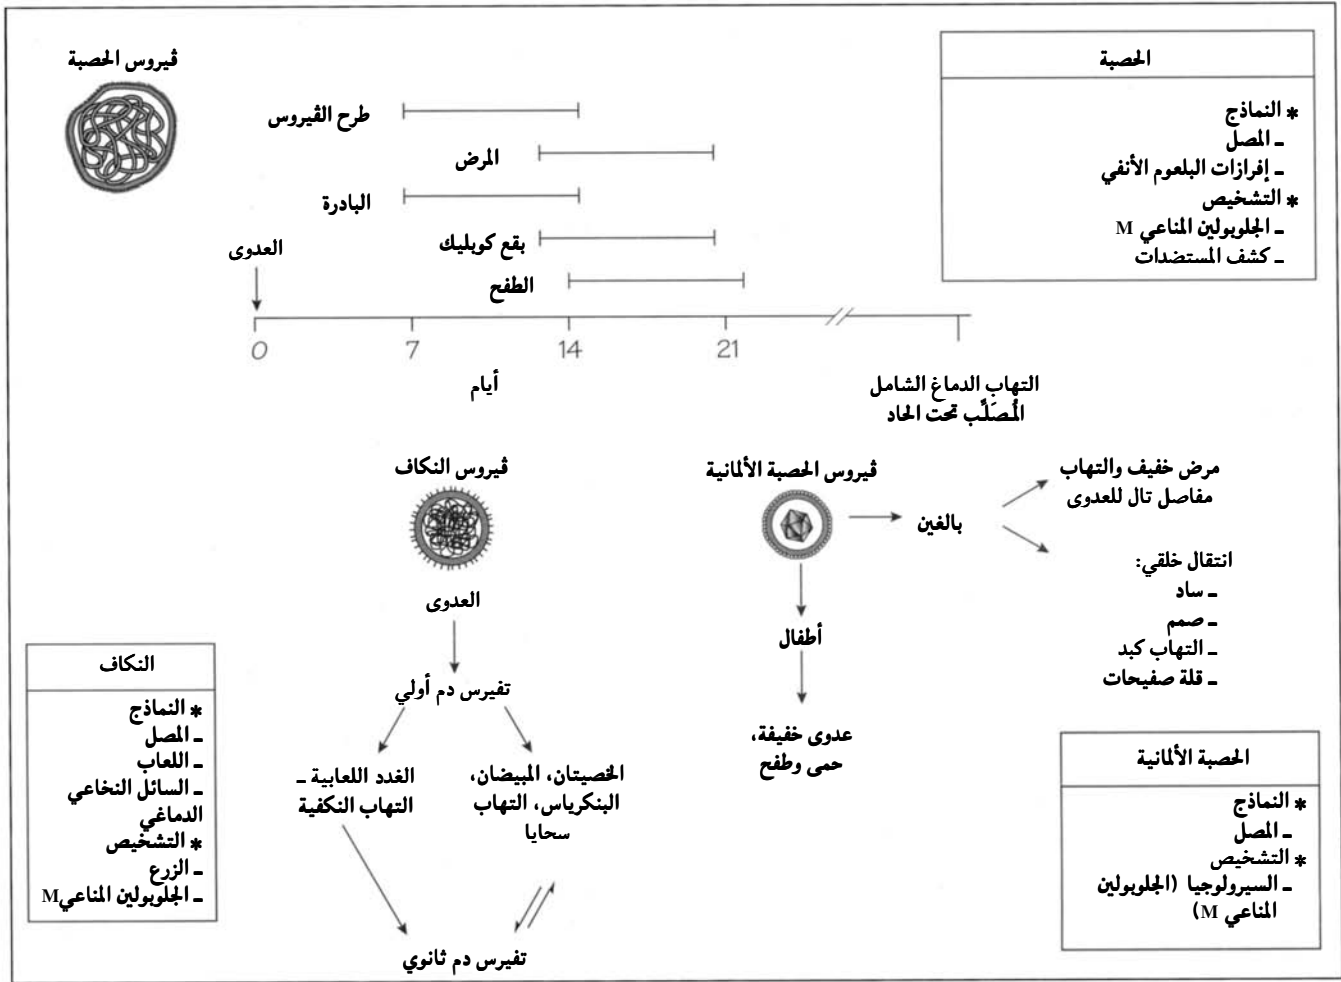 ڤيروس الحصبة
الحصبة
* النماذج
ـ المصل
ـ إفرازات البلعوم الأنفي
* التشخيص
ـ الجلوبولين المناعي M
ـ كشف المستضدات
طرح الڤيروس
المرض
البادرة
بقع كوبليك
الطفح
العدوى
0
7
14
21
أيام
التهاب الدماغ الشامل
المُصَلِّب تحت الحاد
ڤيروس الحصبة الألمانية
بالغين
مرض خفيف والتهاب
مفاصل تال للعدوى
انتقال خلقي:
ـ ساد
ـ صمم
ـ التهاب كبد
ـ قلة صفيحات
أطفال
عدوى خفيفة،
حمى وطفح
الحصبة الألمانية
* النماذج
ـ المصل
* التشخيص
ـ السيرولوجيا (الجلوبولين
المناعي M)
ڤيروس النكاف
العدوى
تفيرس دم أولي
الخصيتان، المبيضان،
البنكرياس، التهاب
سحايا
الغدد اللعابية ـ
التهاب النكفية
تفيرس دم ثانوي
النكاف
* النماذج
ـ المصل
ـ اللعاب
ـ السائل النخاعي
الدماغي
* التشخيص
ـ الزرع
ـ الجلوبولين المناعيM